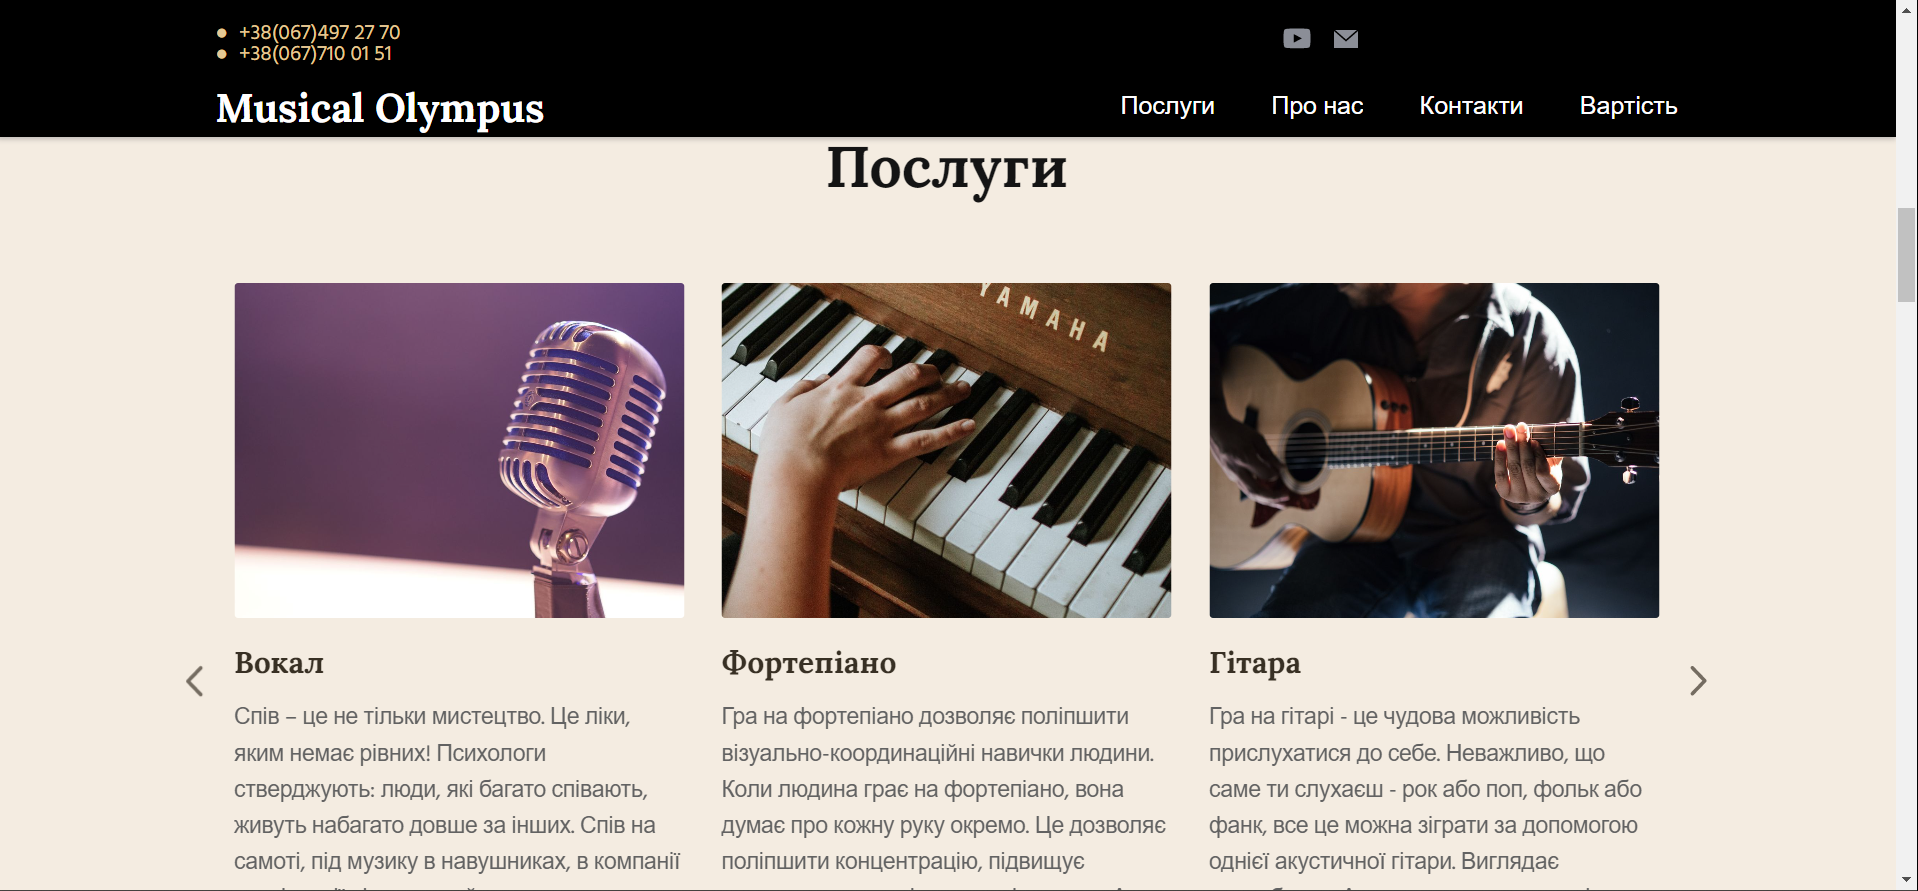 +38(067)497 27 70
+38(067)710 01 51
Musical Olympus
Послуги
Про нас
Контакти
Вартість
Послуги
YAMAHA
Вокал
Спів – це не тільки мистецтво. Це ліки,
яким немає рівних! Психологи
стверджують: люди, які багато співають,
живуть набагато довше за інших. Спів на
самоті, під музику в навушниках, в компанії
Фортепіано
Гра на фортепіано дозволяє поліпшити
візуально-координаційні навички людини.
Коли людина грає на фортепіано, вона
думає про кожну руку окремо. Це дозволяє
поліпшити концентрацію, підвищує
Гітара
Гра на гітарі - це чудова можливість
прислухатися до себе. Неважливо, що
саме ти слухаєш - рок або поп, фольк або
фанк, все це можна зіграти за допомогою
однієї акустичної гітари. Виглядає